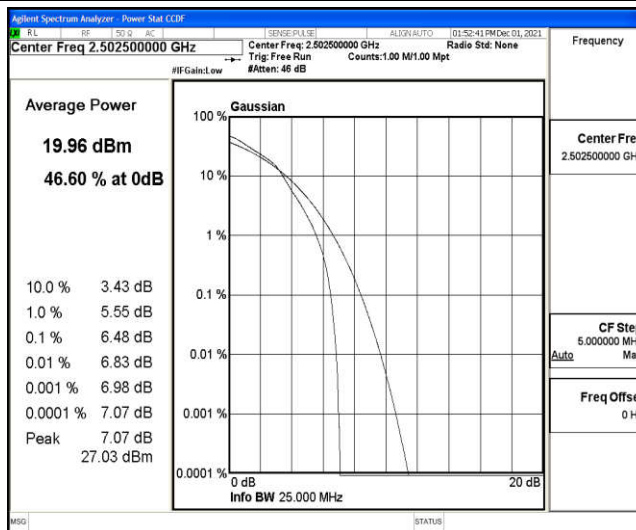 Agilent Spectrum Analyzer - Power Stat CCDF
RL RF 50 Ω AC SENSE:PULSE ALIGN AUTO 01:52:41 PM Dec 01, 2021
Center Freq 2.502500000 GHz
Center Freq: 2.502500000 GHz Radio Std: None
Trig: Free Run Counts:1.00 M/1.00 Mpt
#IFGain:Low #Atten: 46 dB
Frequency
Average Power
19.96 dBm
46.60 % at 0dB
10.0 % 3.43 dB
1.0 % 5.55 dB
0.1 % 6.48 dB
0.01 % 6.83 dB
0.001 % 6.98 dB
0.0001 % 7.07 dB
Peak 7.07 dB
27.03 dBm
Gaussian
100 %
10 %
1 %
0.1 %
0.01 %
0.001 %
0.0001 %
0 dB 20 dB
Info BW 25.000 MHz
Center Fre
2.502500000 GH
CF Ste
5.000000 MH
Auto Ma
Freq Offse
0 H
MSG STATUS